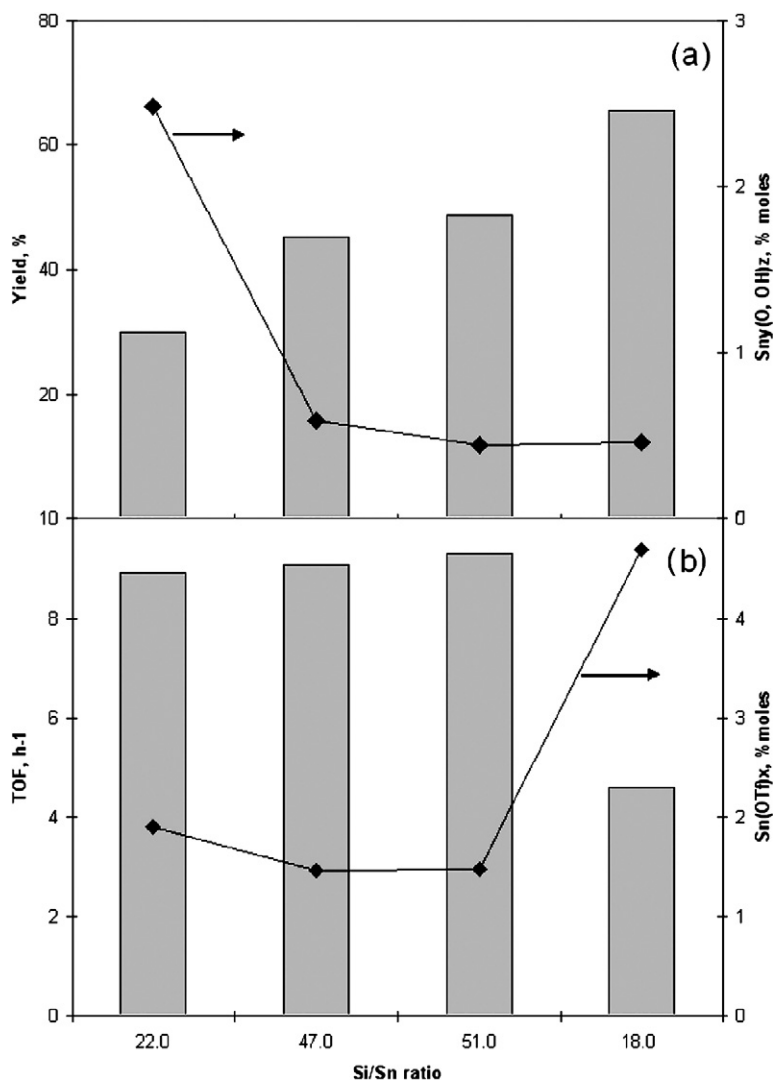 80
60
40
20
Yield, %
3
2
1
0
Sny(O, OH)z, % moles
(a)
10
8
6
4
2
0
TOF, h-1
4
3
2
1
0
Sn(OTf)x, % moles
(b)
22.0 47.0 51.0 18.0
Si/Sn ratio